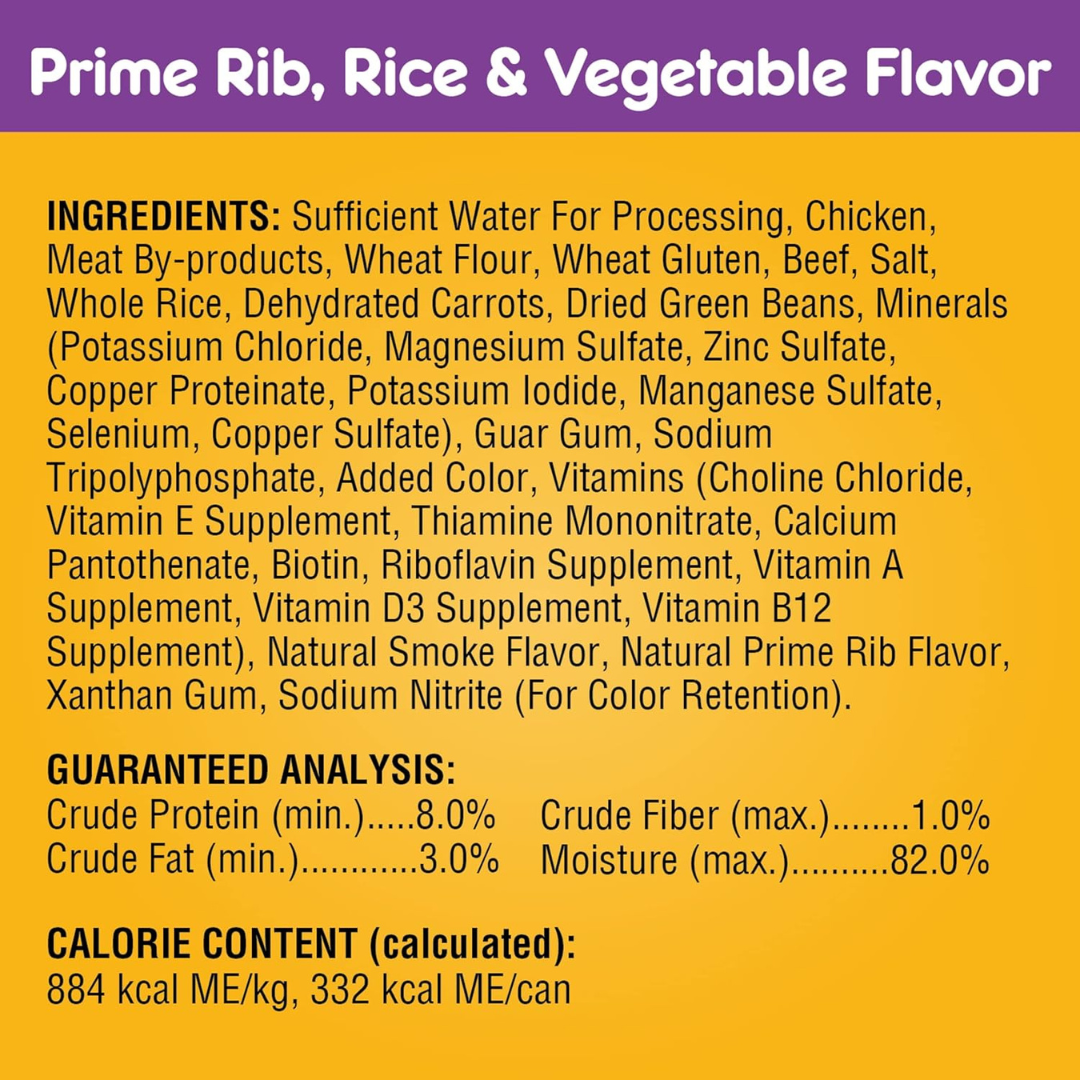 Prime Rib, Rice & Vegetable Flavor
INGREDIENTS: Sufficient Water For Processing, Chicken,
Meat By-products, Wheat Flour, Wheat Gluten, Beef, Salt,
Whole Rice, Dehydrated Carrots, Dried Green Beans, Minerals
(Potassium Chloride, Magnesium Sulfate, Zinc Sulfate,
Copper Proteinate, Potassium Iodide, Manganese Sulfate,
Selenium, Copper Sulfate), Guar Gum, Sodium
Tripolyphosphate, Added Color, Vitamins (Choline Chloride,
Vitamin E Supplement, Thiamine Mononitrate, Calcium
Pantothenate, Biotin, Riboflavin Supplement, Vitamin A
Supplement, Vitamin D3 Supplement, Vitamin B12
Supplement), Natural Smoke Flavor, Natural Prime Rib Flavor,
Xanthan Gum, Sodium Nitrite (For Color Retention).
GUARANTEED ANALYSIS:
Crude Protein (min.).....8.0% Crude Fiber (max.)........1.0%
Crude Fat (min.)............3.0% Moisture (max.)..........82.0%
CALORIE CONTENT (calculated):
884 kcal ME/kg, 332 kcal ME/can